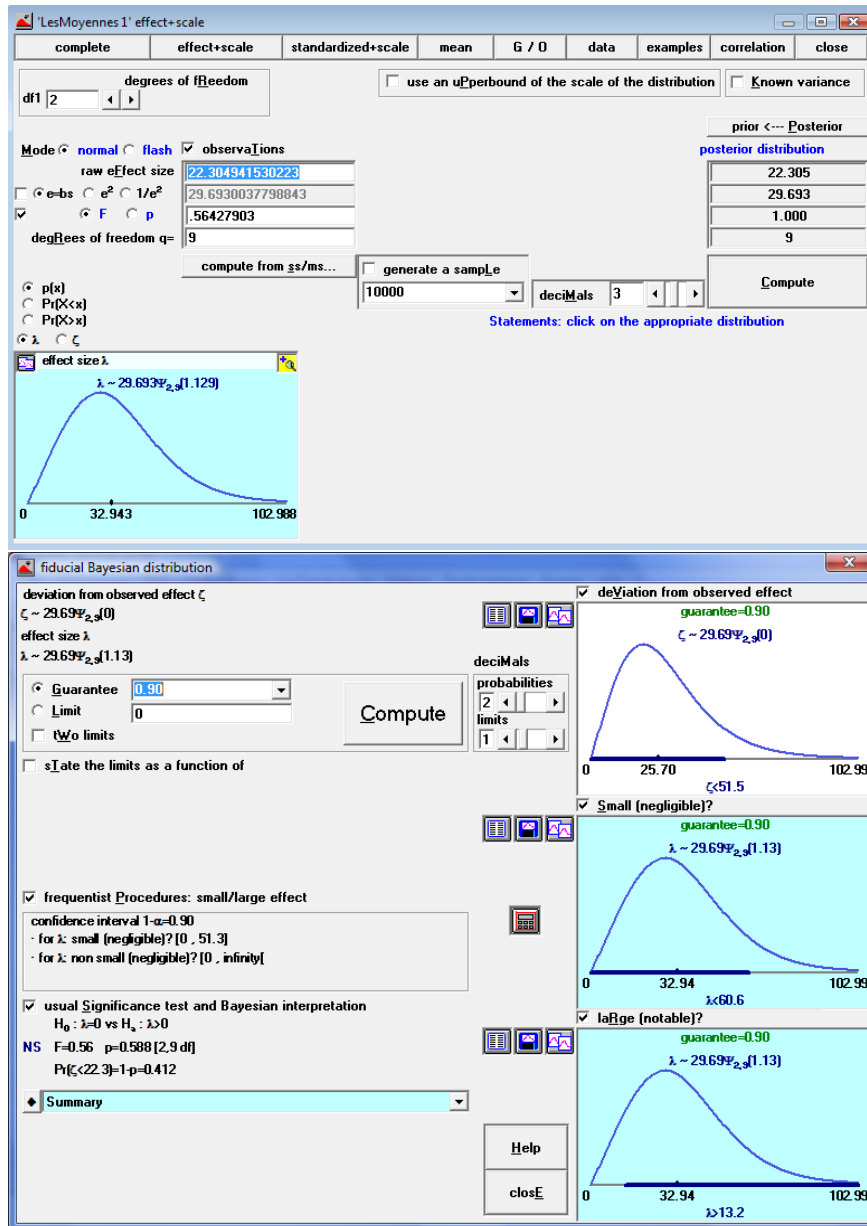 'LesMoyennes 1' effect+scale
complete effect+scale standardized+scale mean G / O data examples correlation close
degrees of fReedom
df1 2
use an uPperbound of the scale of the distribution
Known variance
prior <--- Posterior
Mode normal flash observaTions
posterior distribution
raw eFfect size 22.304941530223 22.305
e=bs e² 1/e² 29.6930037798843 29.693
F p .56427903 1.000
degRees of freedom q= 9 9
compute from ss/ms...
generate a sampLe
10000
deciMals 3
Compute
p(x)
Pr(X<x)
Pr(X>x)
λ ζ
Statements: click on the appropriate distribution
effect size λ
λ ~ 29.693Ψ2,9(1.129)
0 32.943 102.988
fiducial Bayesian distribution
deviation from observed effect ζ
ζ ~ 29.69Ψ2,9(0)
effect size λ
λ ~ 29.69Ψ2,9(1.13)
Guarantee 0.90
Limit 0
tWo limits
Compute
deciMals
probabilities
2
limits
1
sTate the limits as a function of
frequentist Procedures: small/large effect
confidence interval 1-α=0.90
- for λ: small (negligible)? [0 , 51.3]
- for λ: non small (negligible)? [0 , infinity[
usual Significance test and Bayesian interpretation
H0 : λ=0 vs Ha : λ>0
NS F=0.56 p=0.588 [2,9 df]
Pr(ζ<22.3)=1-p=0.412
Summary
Help
closE
deViation from observed effect
guarantee=0.90
ζ ~ 29.69Ψ2,9(0)
0 25.70 102.99
ζ<51.5
Small (negligible)?
guarantee=0.90
λ ~ 29.69Ψ2,9(1.13)
0 32.94 102.99
λ<60.6
laRge (notable)?
guarantee=0.90
λ ~ 29.69Ψ2,9(1.13)
0 32.94 102.99
λ>13.2